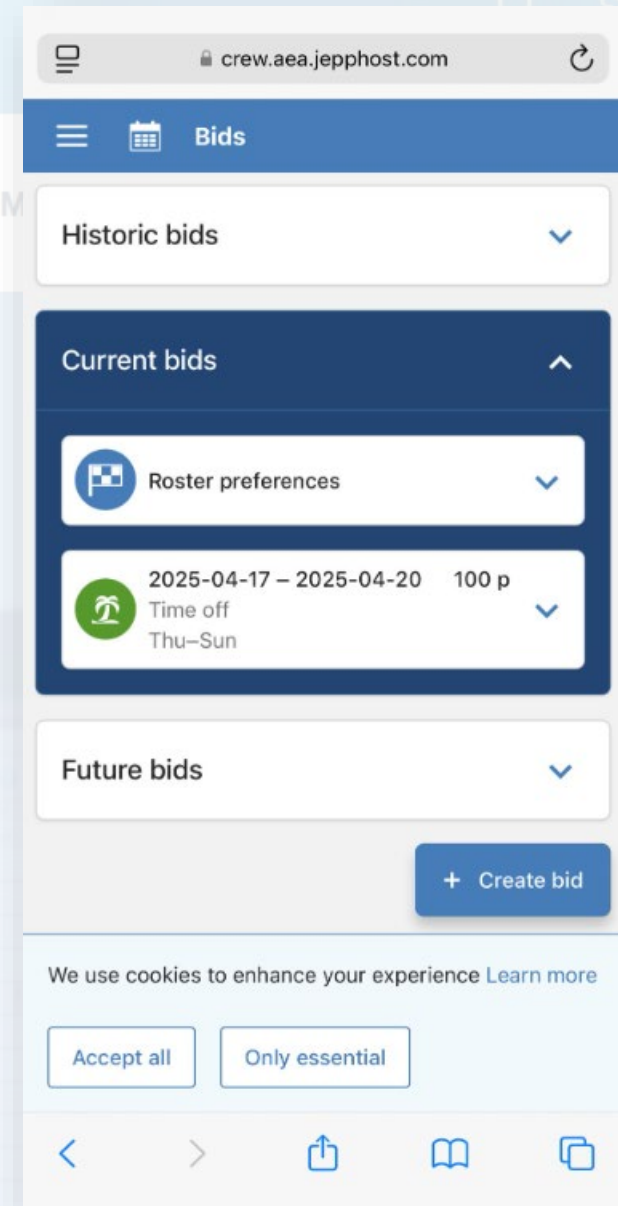 crew.aea.jepphost.com
Bids
M
Historic bids
Current bids
Roster preferences
2025-04-17 – 2025-04-20 100 p
Time off
Thu–Sun
Future bids
+ Create bid
We use cookies to enhance your experience Learn more
Accept all Only essential